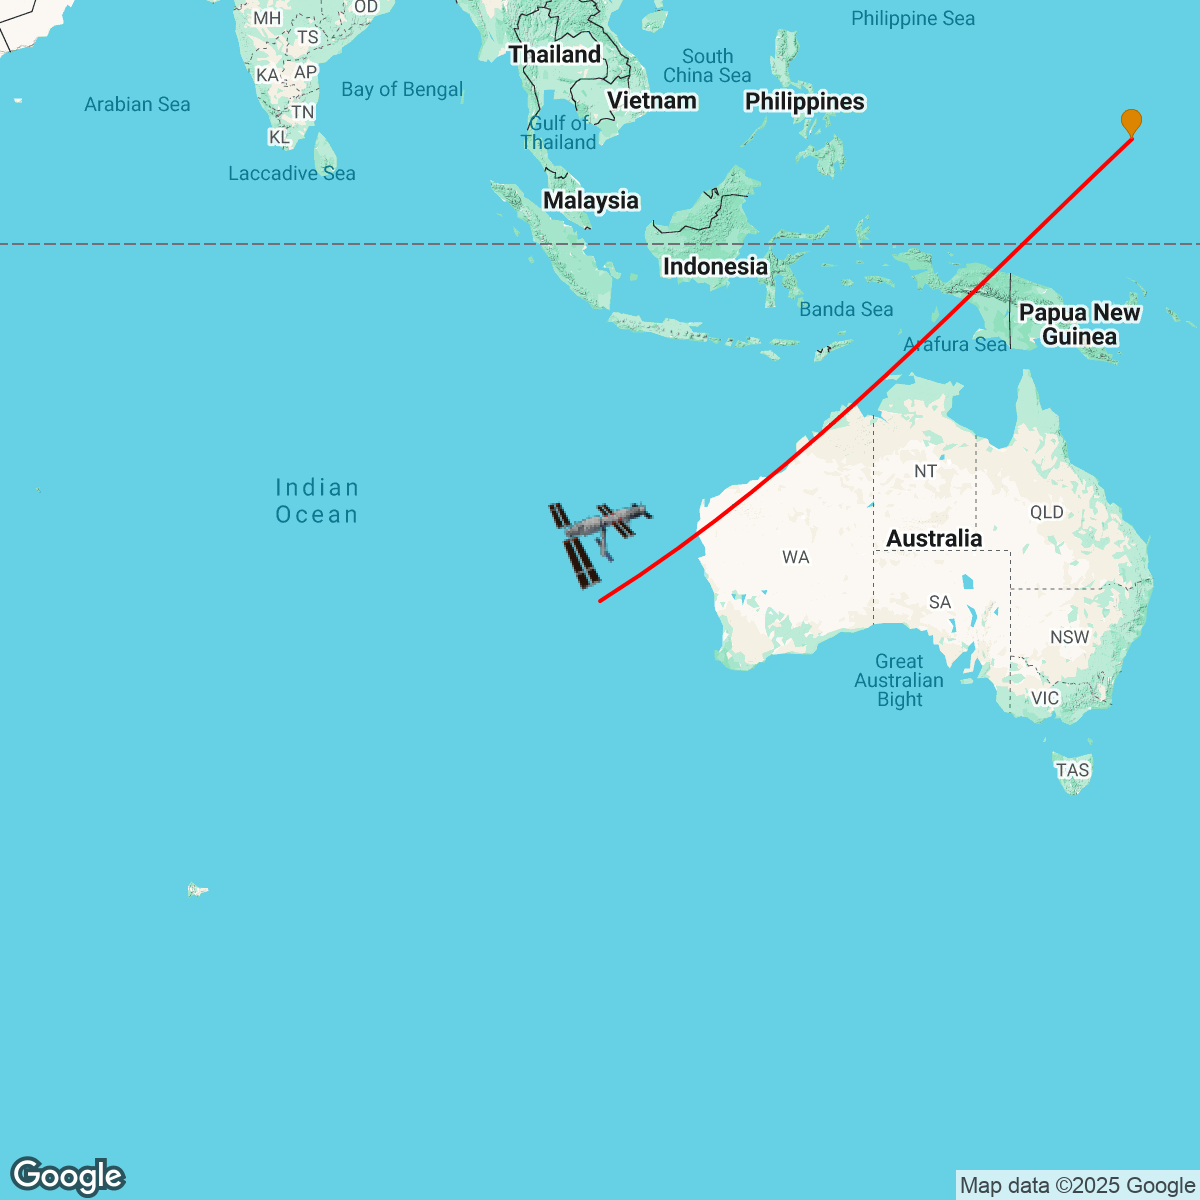 MH
OD
Philippine Sea
TS
Thailand
South
China Sea
KA
AP
Bay of Bengal
Arabian Sea
Vietnam
Philippines
TN
Gulf of
Thailand
KL
Laccadive Sea
Malaysia
Indonesia
Banda Sea
Papua New
Guinea
Arafura Sea
NT
Indian
Ocean
QLD
Australia
WA
SA
NSW
Great
Australian
Bight
VIC
TAS
Google
Map data ©2025 Google